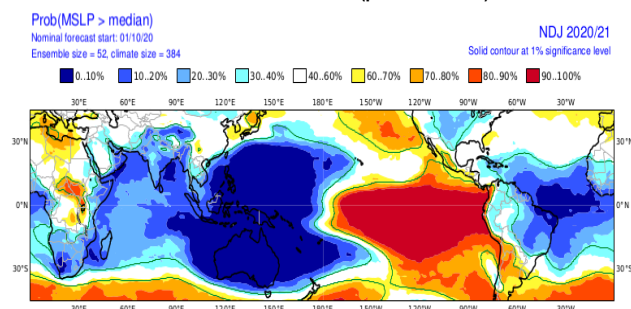 Prob(MSLP > median)
Nominal forecast start: 01/10/20
Ensemble size = 52, climate size = 384
NDJ 2020/21
Solid contour at 1% significance level
0..10% 10..20% 20..30% 30..40% 40..60% 60..70% 70..80% 80..90% 90..100%
30°E 60°E 90°E 120°E 150°E 180°E 150°W 120°W 90°W 60°W 30°W
30°N 30°N
0°N 0°N
30°S 30°S